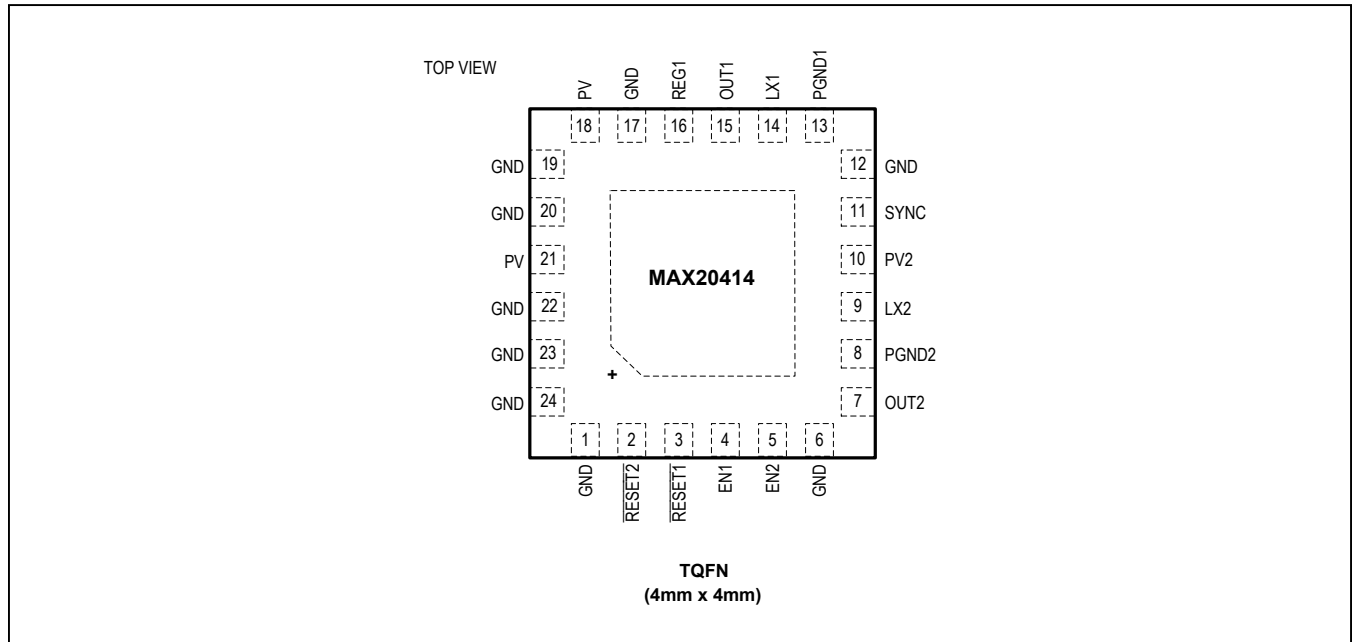 TOP VIEW
PV GND REG1 OUT1 LX1 PGND1
18 17 16 15 14 13
GND 19 12 GND
GND 20 11 SYNC
PV 21 10 PV2
MAX20414
GND 22 9 LX2
GND 23 8 PGND2
+
GND 24 7 OUT2
1 2 3 4 5 6
GND RESET2 RESET1 EN1 EN2 GND
TQFN
(4mm x 4mm)